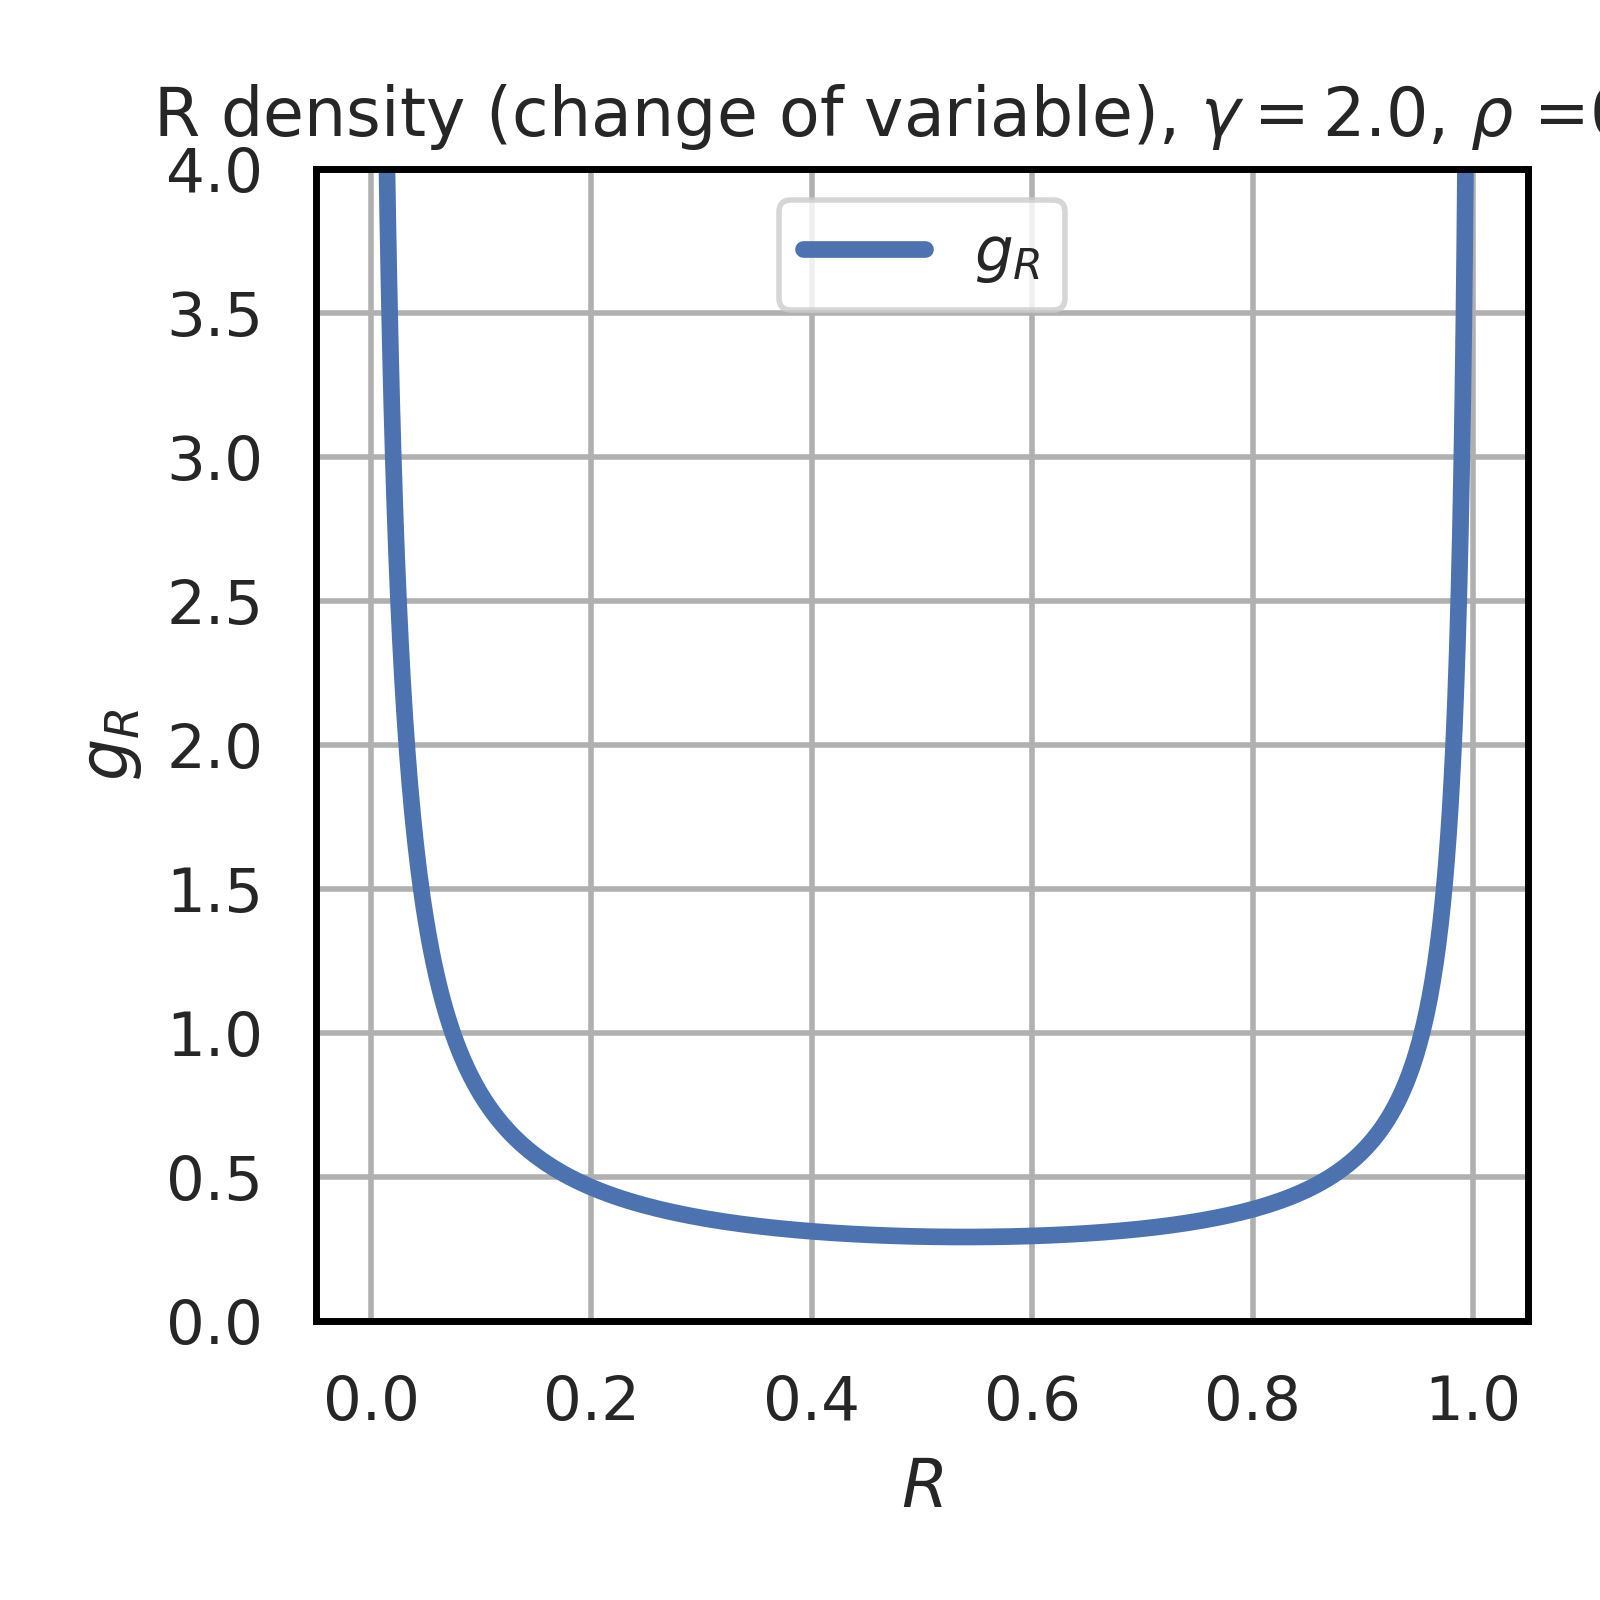 R density (change of variable), γ = 2.0, ρ =
4.0
3.5
3.0
2.5
2.0
1.5
1.0
0.5
0.0
g_R
g_R
0.0 0.2 0.4 0.6 0.8 1.0
R